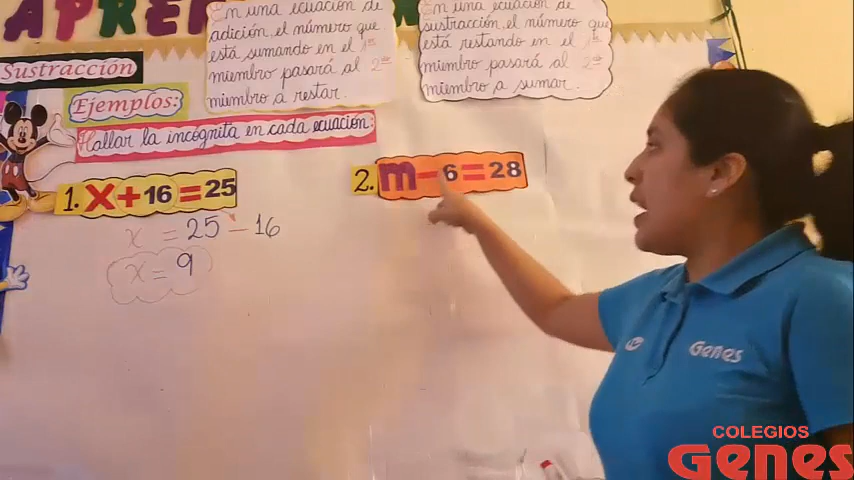 APRE
En una ecuación de
adición, el número que
está sumando en el 1er
miembro pasará al 2do
miembro a restar.
En una ecuación de
sustracción, el número que
está restando en el 1er
miembro pasará al 2do
miembro a sumar.
Sustracción
Ejemplos:
Hallar la incógnita en cada ecuación:
1. X+16=25
x = 25 - 16
x = 9
2. m-6=28
Genes
COLEGIOS
Genes